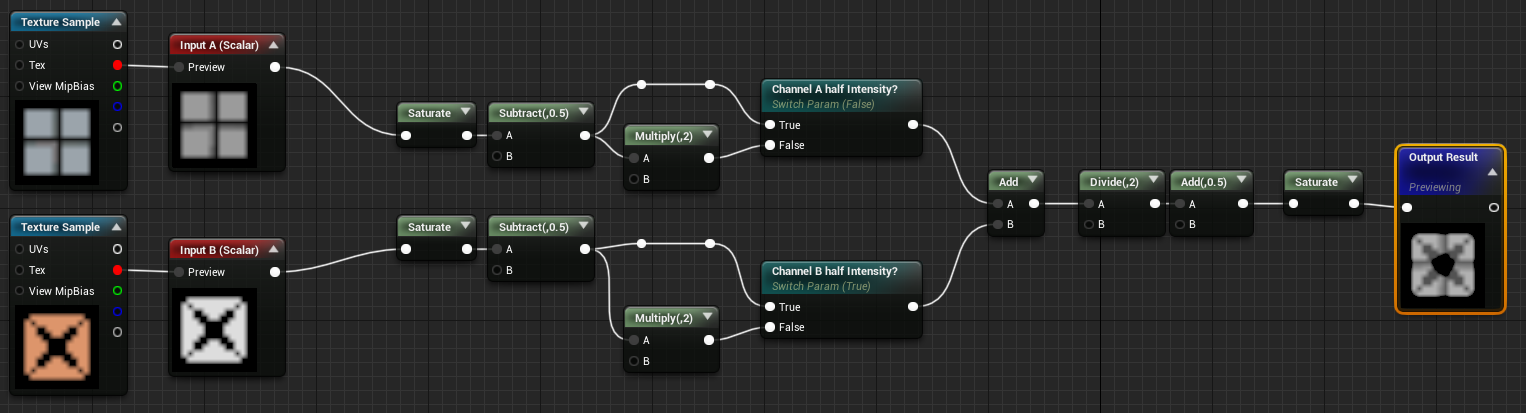 Texture Sample
UVs
Tex
View MipBias
Input A (Scalar)
Preview
Saturate
Subtract(,0.5)
A
B
Multiply(,2)
A
B
Channel A half Intensity?
Switch Param (False)
True
False
Texture Sample
UVs
Tex
View MipBias
Input B (Scalar)
Preview
Saturate
Subtract(,0.5)
A
B
Multiply(,2)
A
B
Channel B half Intensity?
Switch Param (True)
True
False
Add
A
B
Divide(,2)
A
B
Add(,0.5)
A
B
Saturate
Output Result
Previewing